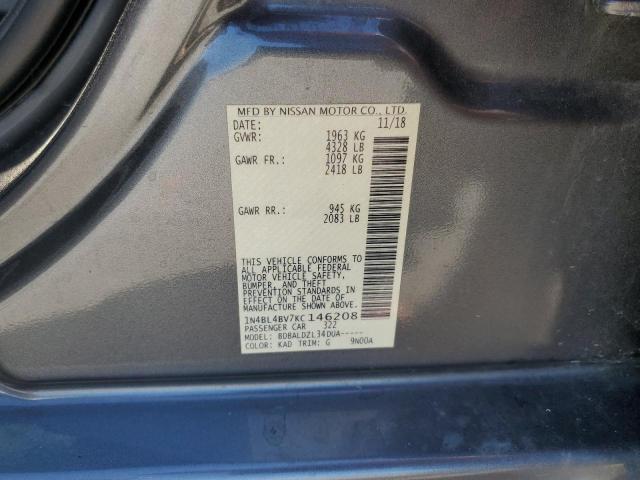 MFD BY NISSAN MOTOR CO., LTD
DATE: 11/18
GVWR: 1963 KG
4328 LB
GAWR FR.: 1097 KG
2418 LB
GAWR RR.: 945 KG
2083 LB
THIS VEHICLE CONFORMS TO
ALL APPLICABLE FEDERAL
MOTOR VEHICLE SAFETY,
BUMPER, AND THEFT
PREVENTION STANDARDS IN
EFFECT ON THE DATE OF
MANUFACTURE SHOWN ABOVE.
1N4BL4BV7KC146208
PASSENGER CAR 322
MODEL: BDBALDZL34DUA-----
COLOR: KAD TRIM: G 9N00A